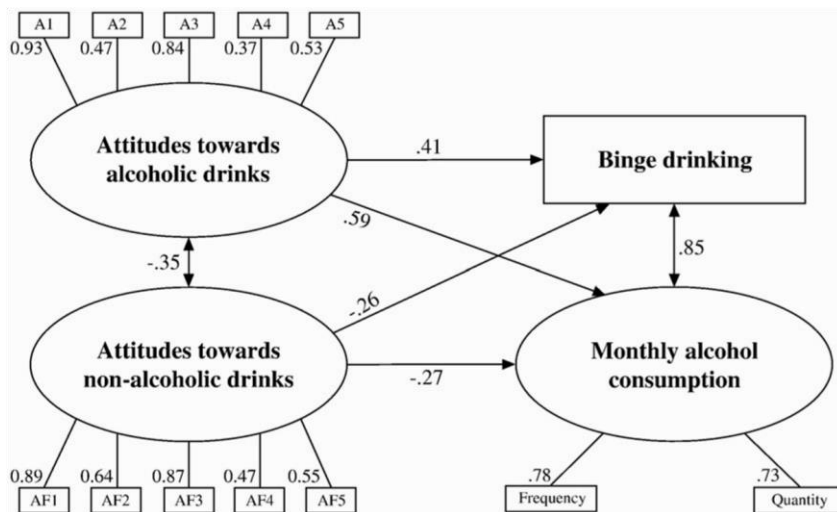 A1 A2 A3 A4 A5
0.93 0.47 0.84 0.37 0.53
Attitudes towards
alcoholic drinks
.41
Binge drinking
.59
-.35
.85
-.26
Attitudes towards
non-alcoholic drinks
-.27
Monthly alcohol
consumption
0.89 0.64 0.87 0.47 0.55
AF1 AF2 AF3 AF4 AF5
.78 .73
Frequency Quantity